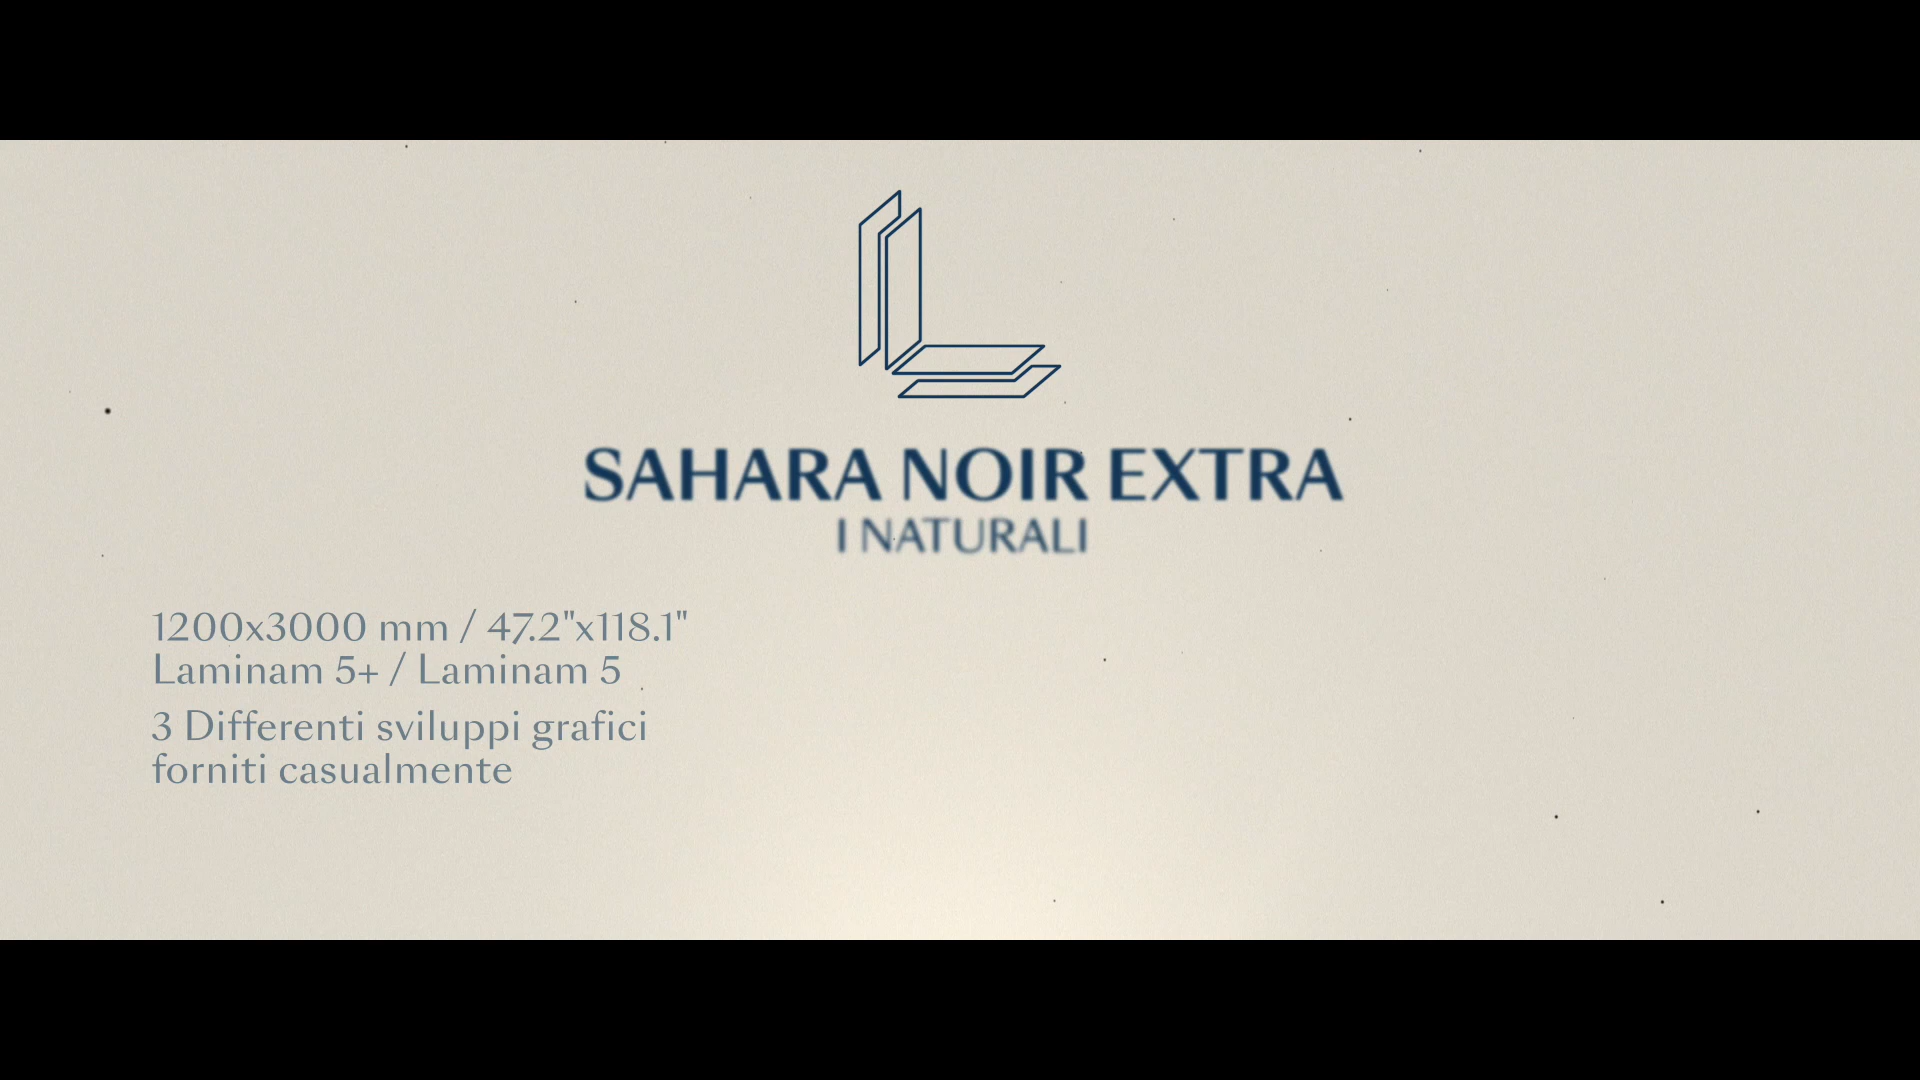 SAHARA NOIR EXTRA
I NATURALI
1200x3000 mm / 47.2"x118.1"
Laminam 5+ / Laminam 5
3 Differenti sviluppi grafici
forniti casualmente